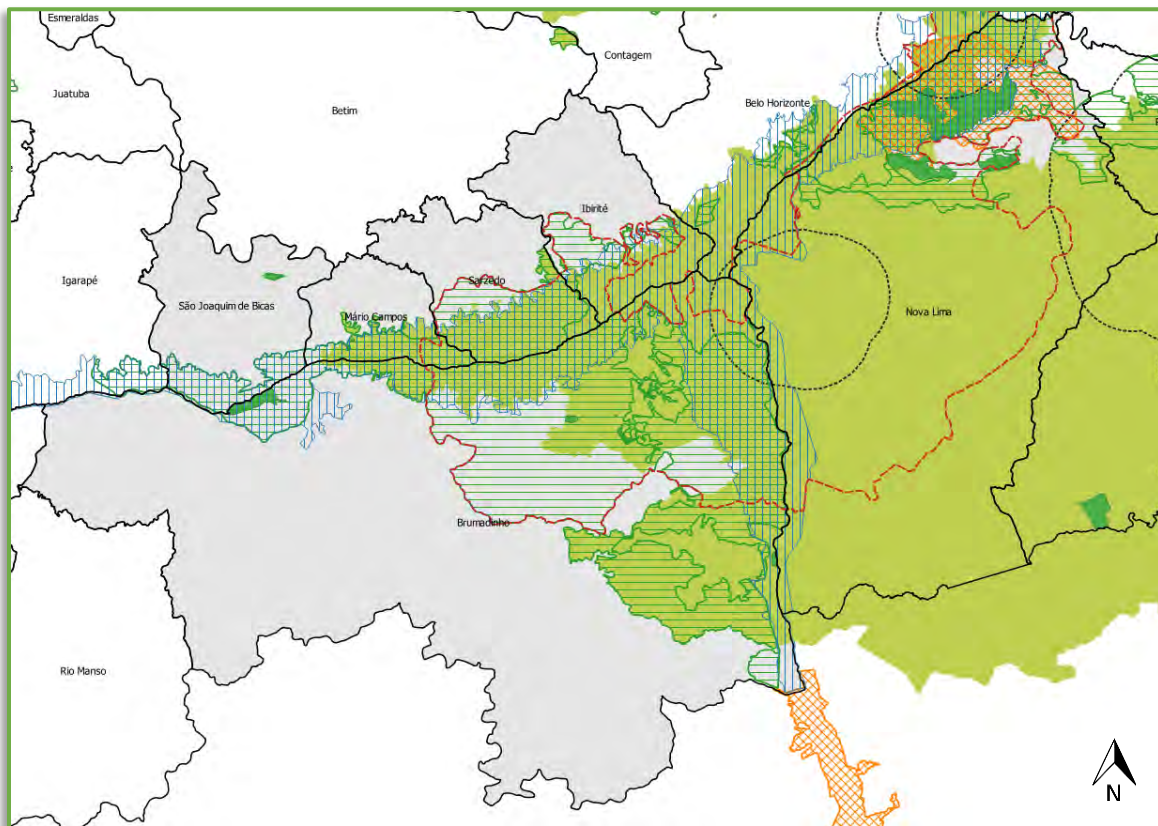 Esmeraldas
Contagem
Juatuba
Betim
Belo Horizonte
Ibirité
Igarapé
Sarzedo
São Joaquim de Bicas
Mário Campos
Nova Lima
Brumadinho
Rio Manso
N